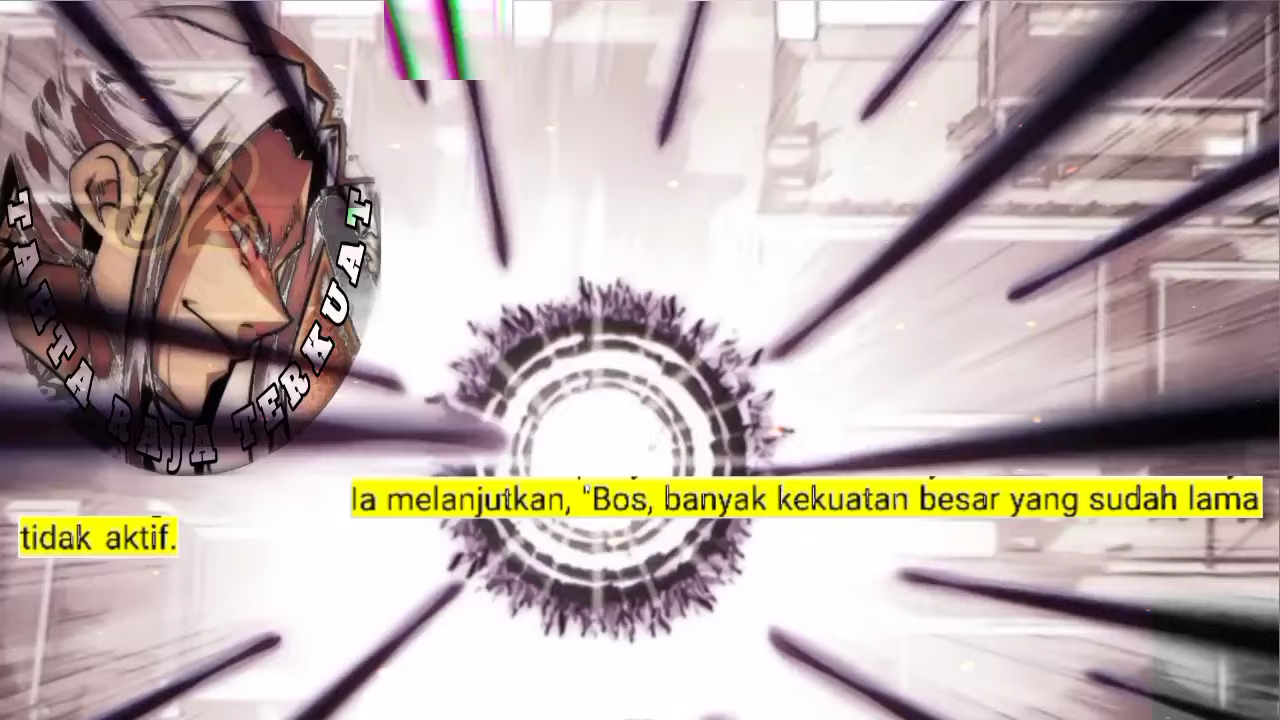 TAHTA RAJA TERKUAT
Ia melanjutkan, "Bos, banyak kekuatan besar yang sudah lama
tidak aktif.